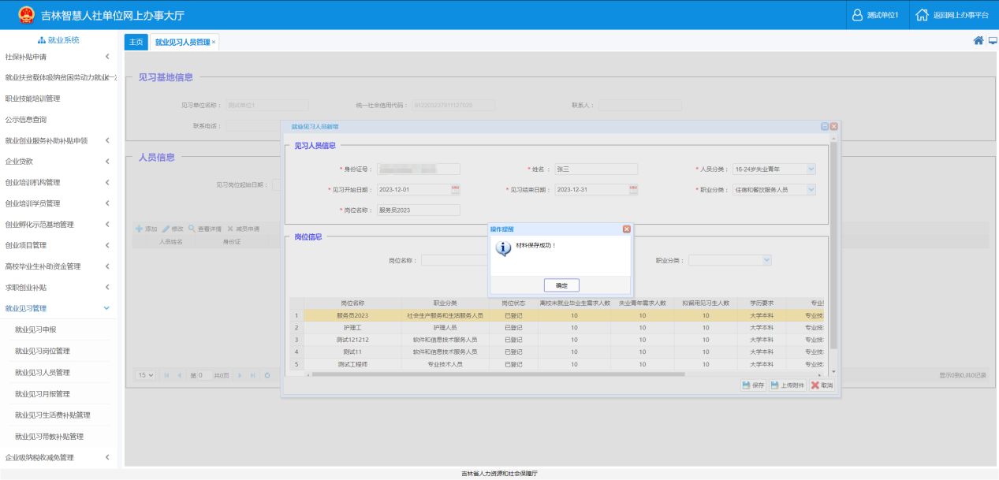 吉林智慧人社单位网上办事大厅
测试单位1 返回网上办事平台
就业系统
主页 就业见习人员管理 ×
社保补贴申请
就业扶贫载体吸纳贫困劳动力就业一次
职业技能培训管理
公示信息查询
就业创业服务补助补贴申领
企业贷款
创业培训机构管理
创业培训学员管理
创业孵化示范基地管理
创业项目管理
高校毕业生补助资金管理
求职创业补贴
就业见习管理
就业见习申报
就业见习岗位管理
就业见习人员管理
就业见习月报管理
就业见习生活费补贴管理
就业见习带教补贴管理
企业吸纳税收减免管理
见习基地信息
见习单位名称： 测试单位1 统一社会信用代码： 联系人：
联系电话：
人员信息
见习岗位起始日期：
添加 修改 查看详情 减员申请
人员姓名 身份证
15 第 0 共0页
显示0到0,共0记录
就业见习人员新增
见习人员信息
* 身份证号： * 姓名： 张三 * 人员分类： 16-24岁失业青年
* 见习开始日期： 2023-12-01 * 见习结束日期： 2023-12-31 * 职业分类： 住宿和餐饮服务人员
* 岗位名称： 服务员2023
岗位信息
岗位名称： 职业分类：
操作提醒
材料保存成功！
确定
岗位名称 职业分类 岗位状态 高校未就业毕业生需求人数 失业青年需求人数 拟留用见习生人数 学历要求 专业
1 服务员2023 社会生产服务和生活服务人员 已登记 10 10 10 大学本科 专业技
2 护理工 护理人员 已登记 10 10 10 大学本科 专业技
3 测试121212 软件和信息技术服务人员 已登记 10 10 10 大学本科 专业技
4 测试11 软件和信息技术服务人员 已登记 10 10 10 大学本科 专业技
5 测试工程师 专业技术人员 已登记 10 10 10 大学本科 专业技
保存 上传附件 取消
吉林省人力资源和社会保障厅